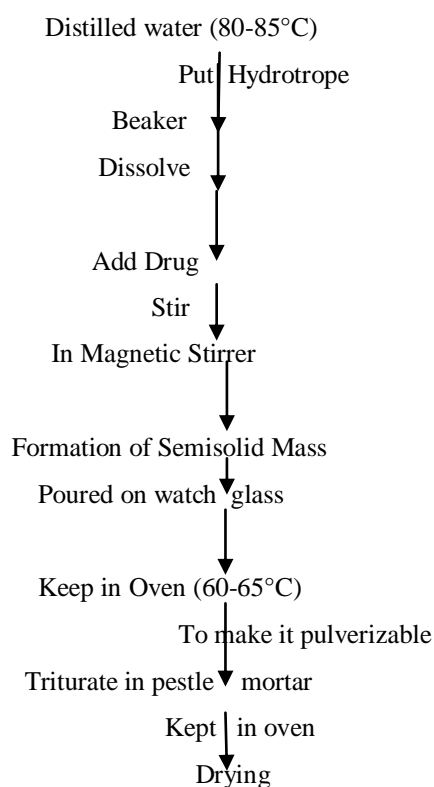 Distilled water (80-85°C)
Put Hydrotrope
Beaker
Dissolve
Add Drug
Stir
In Magnetic Stirrer
Formation of Semisolid Mass
Poured on watch glass
Keep in Oven (60-65°C)
To make it pulverizable
Triturate in pestle mortar
Kept in oven
Drying